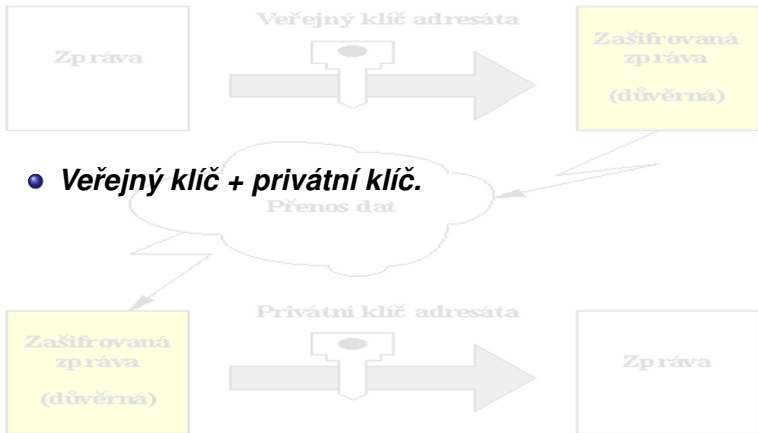 Veřejný klíč adresáta
Zpráva
Zašifrovaná
zpráva
(důvěrná)
Veřejný klíč + privátní klíč.
Přenos dat
Privátní klíč adresáta
Zašifrovaná
zpráva
(důvěrná)
Zpráva